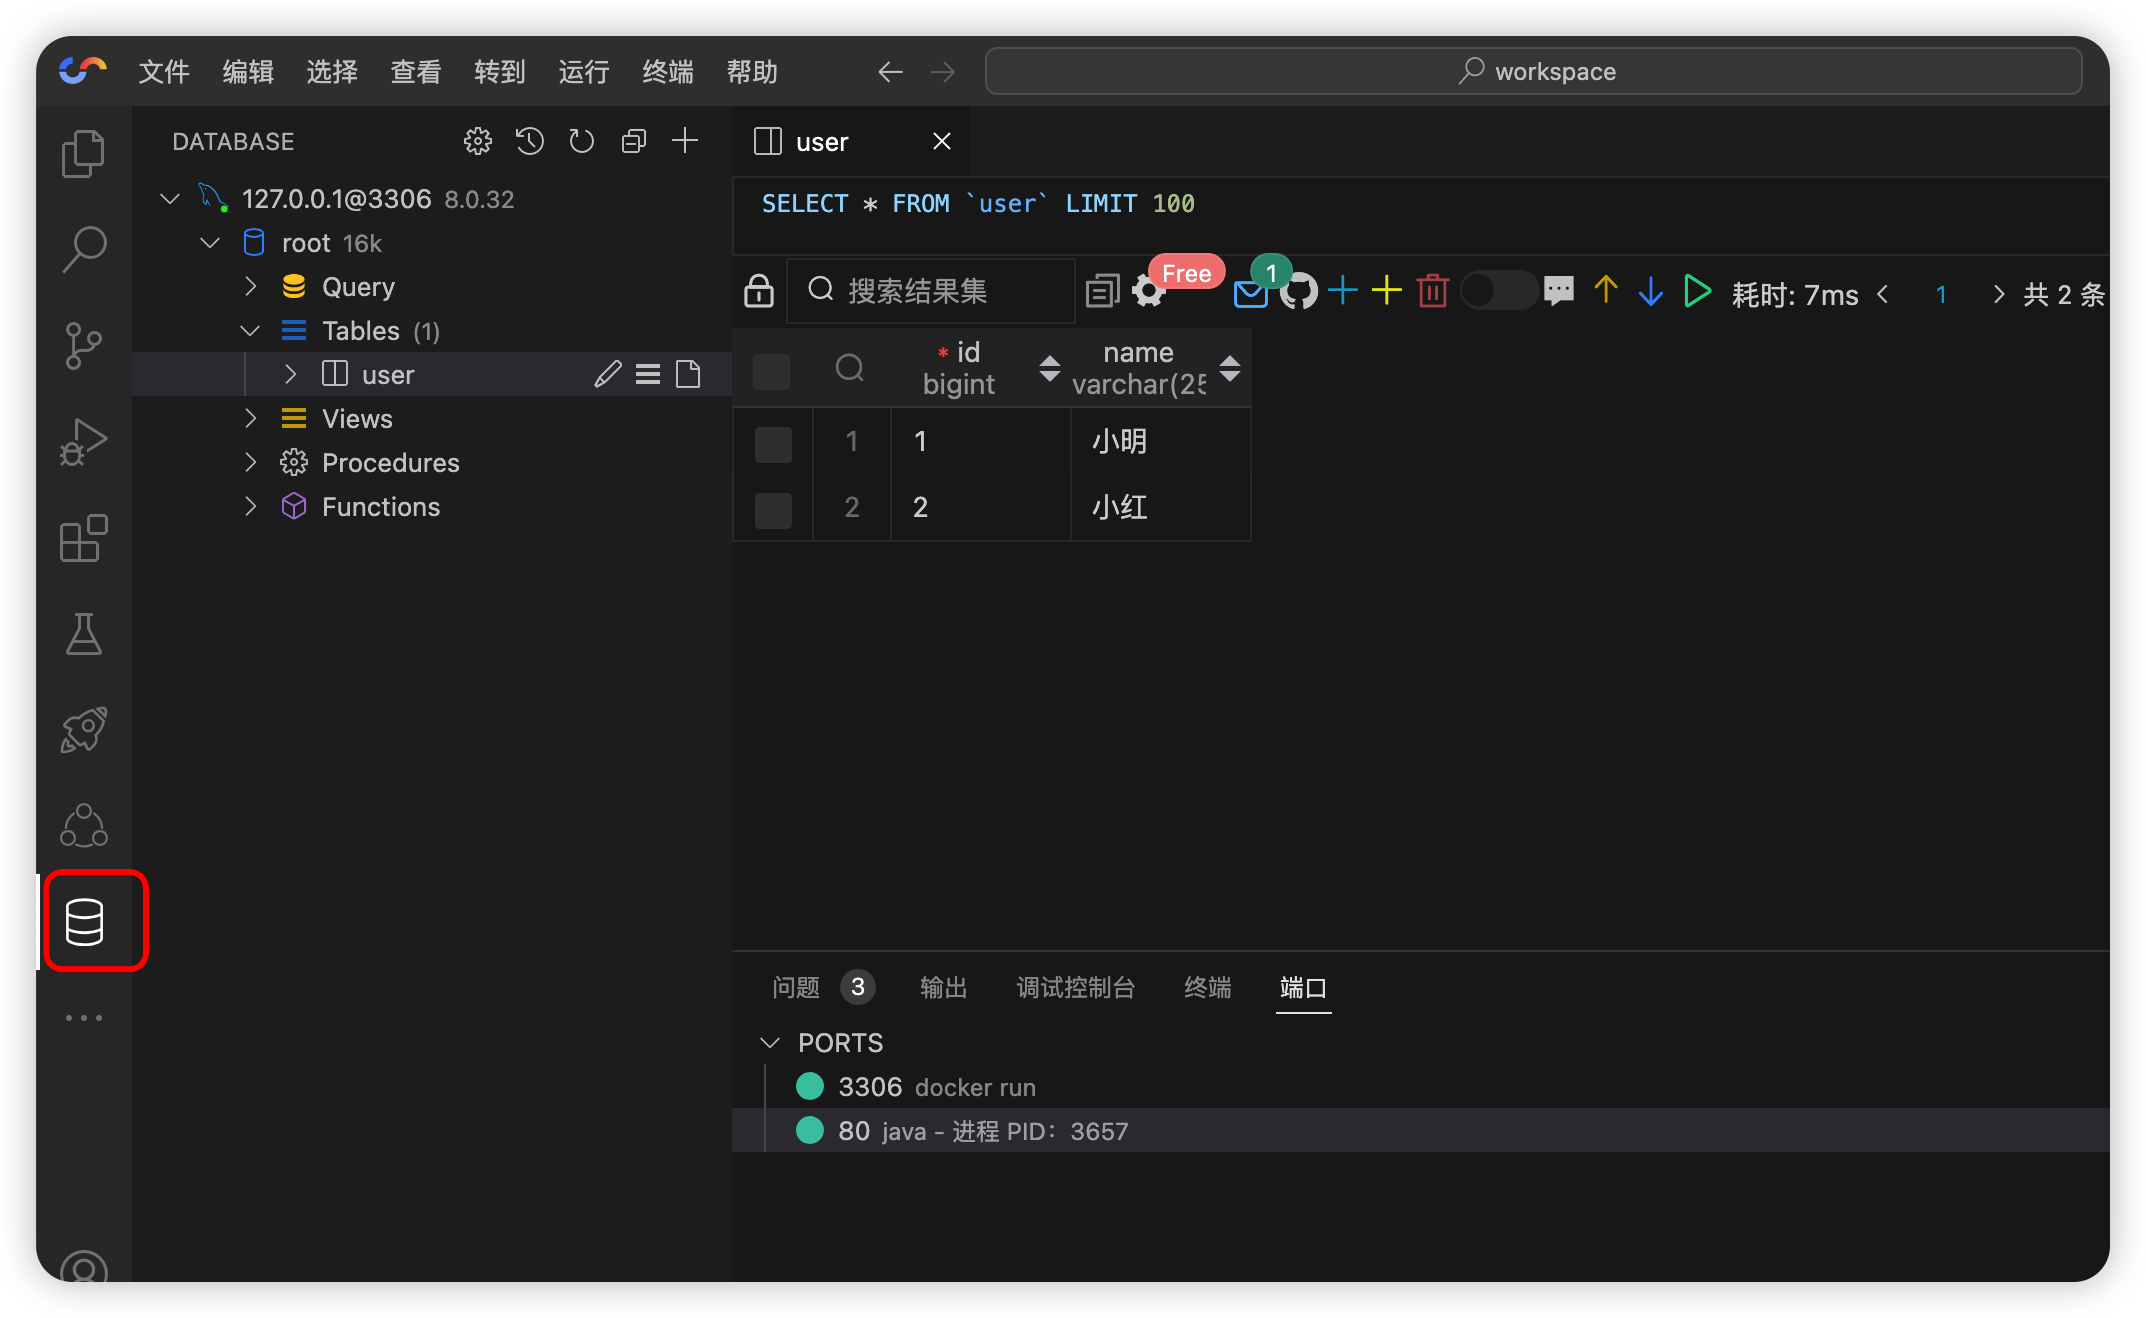 文件 编辑 选择 查看 转到 运行 终端 帮助 workspace
DATABASE
127.0.0.1@3306 8.0.32
root 16k
Query
Tables (1)
user
Views
Procedures
Functions
user
SELECT * FROM `user` LIMIT 100
搜索结果集 Free 1 耗时: 7ms 1 共 2 条
* id name
bigint varchar(25
1 1 小明
2 2 小红
问题 3 输出 调试控制台 终端 端口
PORTS
3306 docker run
80 java - 进程 PID: 3657